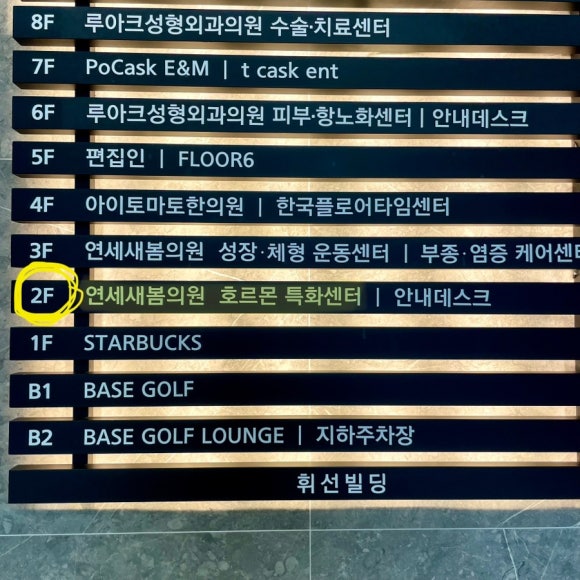 8F 루아크성형외과의원 수술·치료센터
7F PoCask E&M | t cask ent
6F 루아크성형외과의원 피부·항노화센터 | 안내데스크
5F 편집인 | FLOOR6
4F 아이토마토한의원 | 한국플로어타임센터
3F 연세새봄의원 성장·체형 운동센터 | 부종·염증 케어센터
2F 연세새봄의원 호르몬 특화센터 | 안내데스크
1F STARBUCKS
B1 BASE GOLF
B2 BASE GOLF LOUNGE | 지하주차장
휘선빌딩